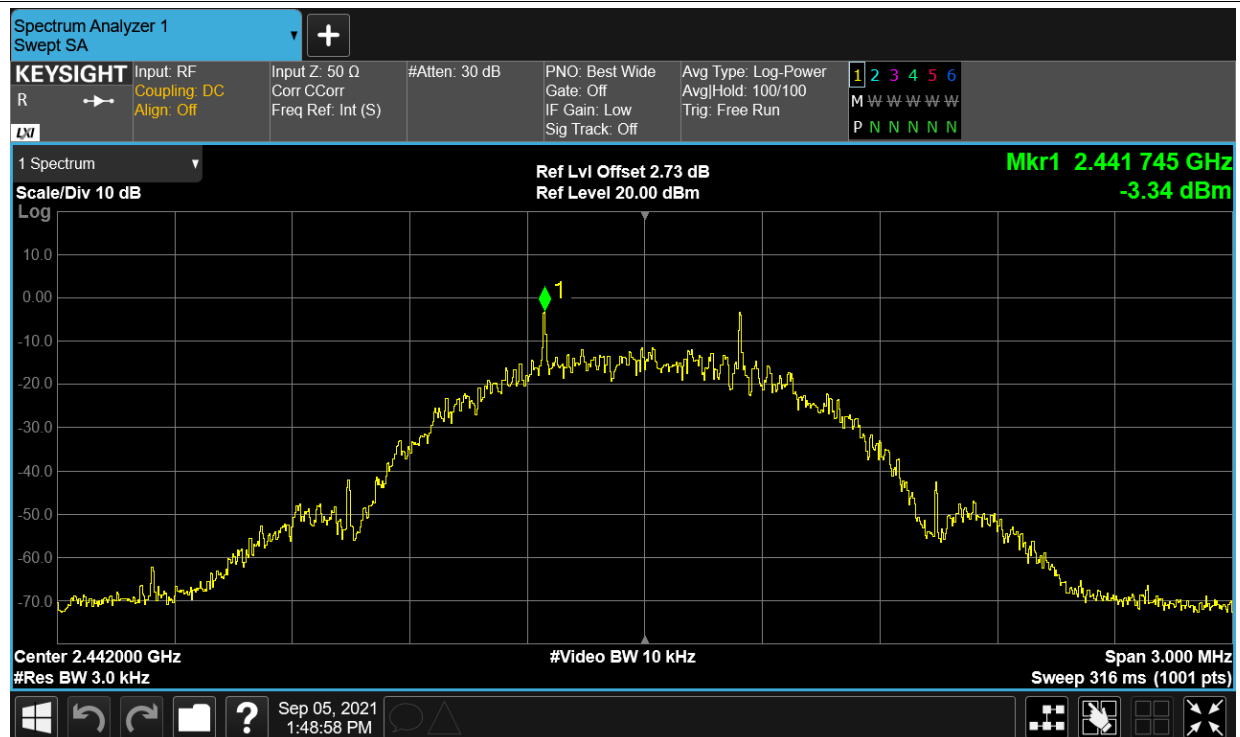 Spectrum Analyzer 1
Swept SA
+
KEYSIGHT
R
LXI
Input: RF
Coupling: DC
Align: Off
Input Z: 50 Ω
Corr CCorr
Freq Ref: Int (S)
#Atten: 30 dB
PNO: Best Wide
Gate: Off
IF Gain: Low
Sig Track: Off
Avg Type: Log-Power
Avg|Hold: 100/100
Trig: Free Run
1 2 3 4 5 6
M W W W W W
P N N N N N
1 Spectrum
Scale/Div 10 dB
Log
Ref Lvl Offset 2.73 dB
Ref Level 20.00 dBm
Mkr1 2.441 745 GHz
-3.34 dBm
1
10.0
0.00
-10.0
-20.0
-30.0
-40.0
-50.0
-60.0
-70.0
Center 2.442000 GHz
#Res BW 3.0 kHz
#Video BW 10 kHz
Span 3.000 MHz
Sweep 316 ms (1001 pts)
?
Sep 05, 2021
1:48:58 PM